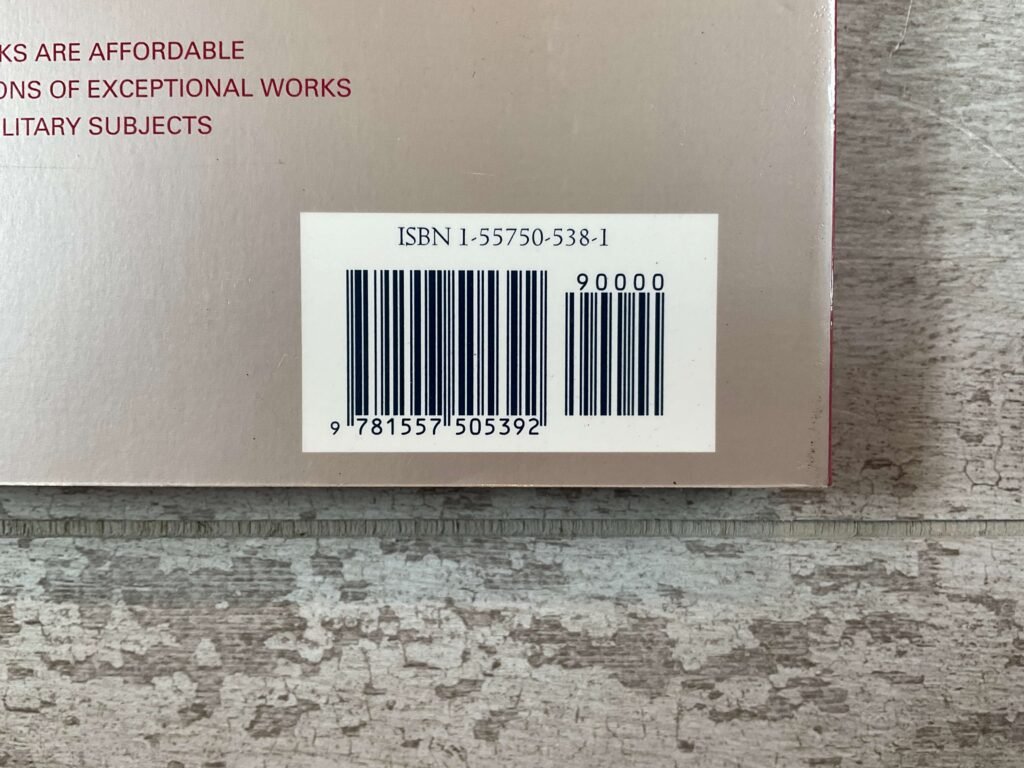 KS ARE AFFORDABLE
ONS OF EXCEPTIONAL WORKS
LITARY SUBJECTS
ISBN 1-55750-538-1
90000
9 781557 505392